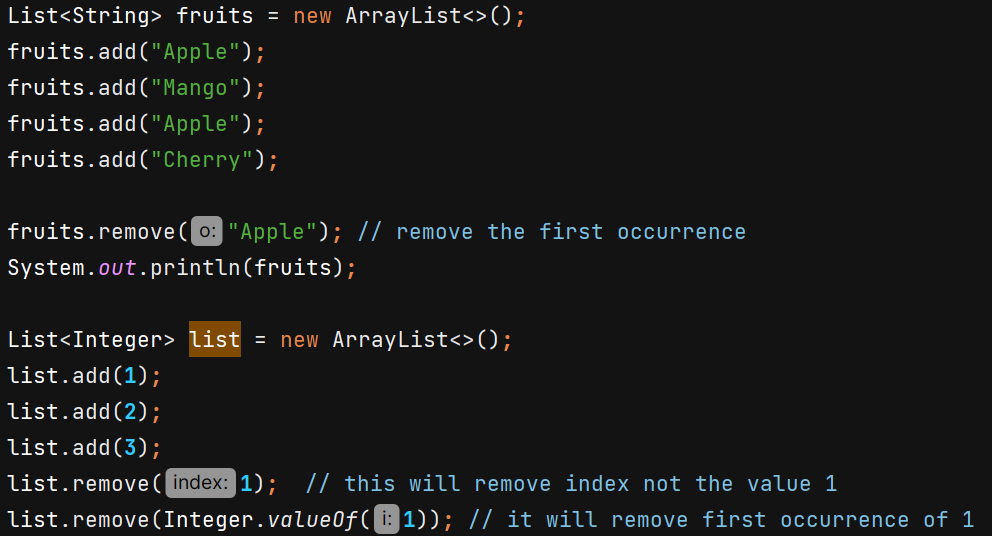 List<String> fruits = new ArrayList<>();
fruits.add("Apple");
fruits.add("Mango");
fruits.add("Apple");
fruits.add("Cherry");
fruits.remove( o: "Apple"); // remove the first occurrence
System.out.println(fruits);
List<Integer> list = new ArrayList<>();
list.add(1);
list.add(2);
list.add(3);
list.remove( index: 1);  // this will remove index not the value 1
list.remove(Integer.valueOf( i: 1)); // it will remove first occurrence of 1